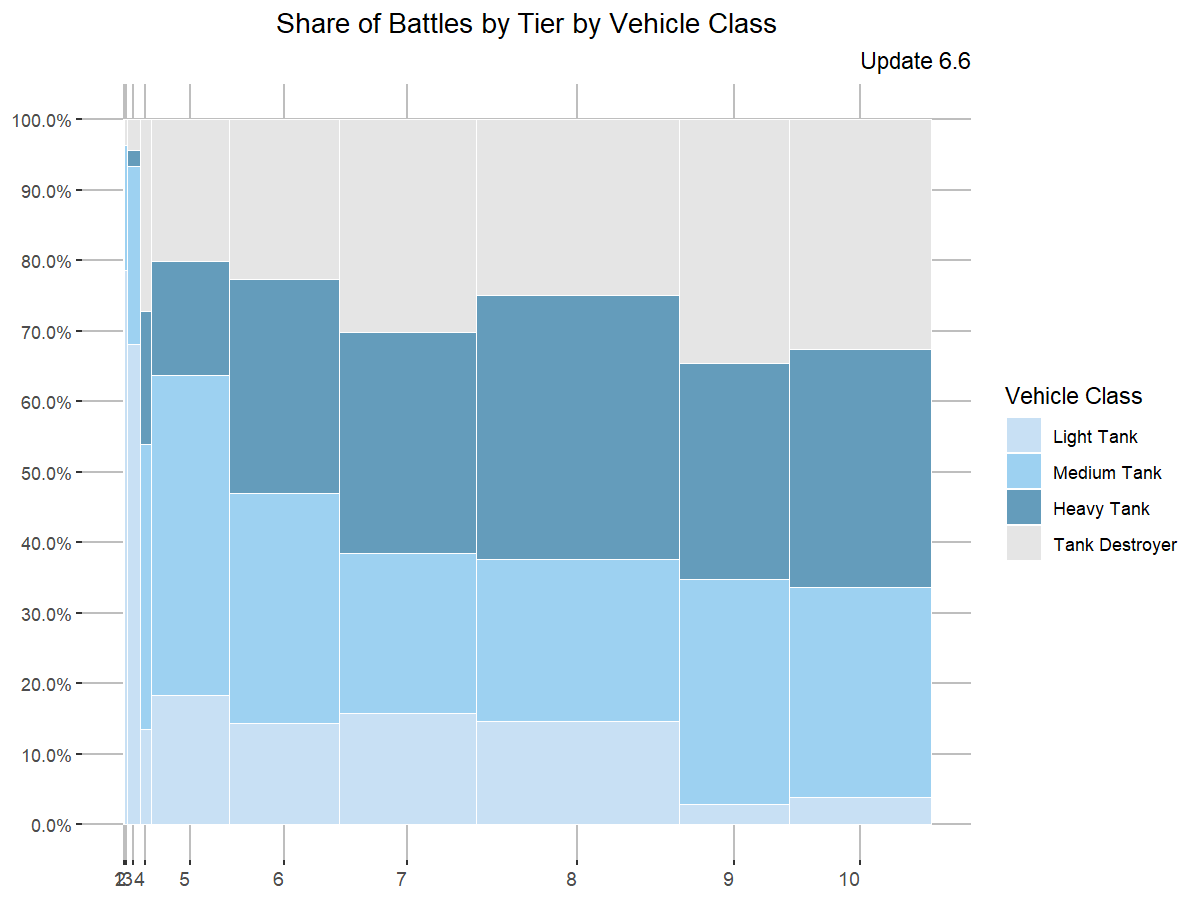 Share of Battles by Tier by Vehicle Class
Update 6.6
100.0%
90.0%
80.0%
70.0%
60.0%
50.0%
40.0%
30.0%
20.0%
10.0%
0.0%
1 2 3 4 5 6 7 8 9 10
Vehicle Class
Light Tank
Medium Tank
Heavy Tank
Tank Destroyer